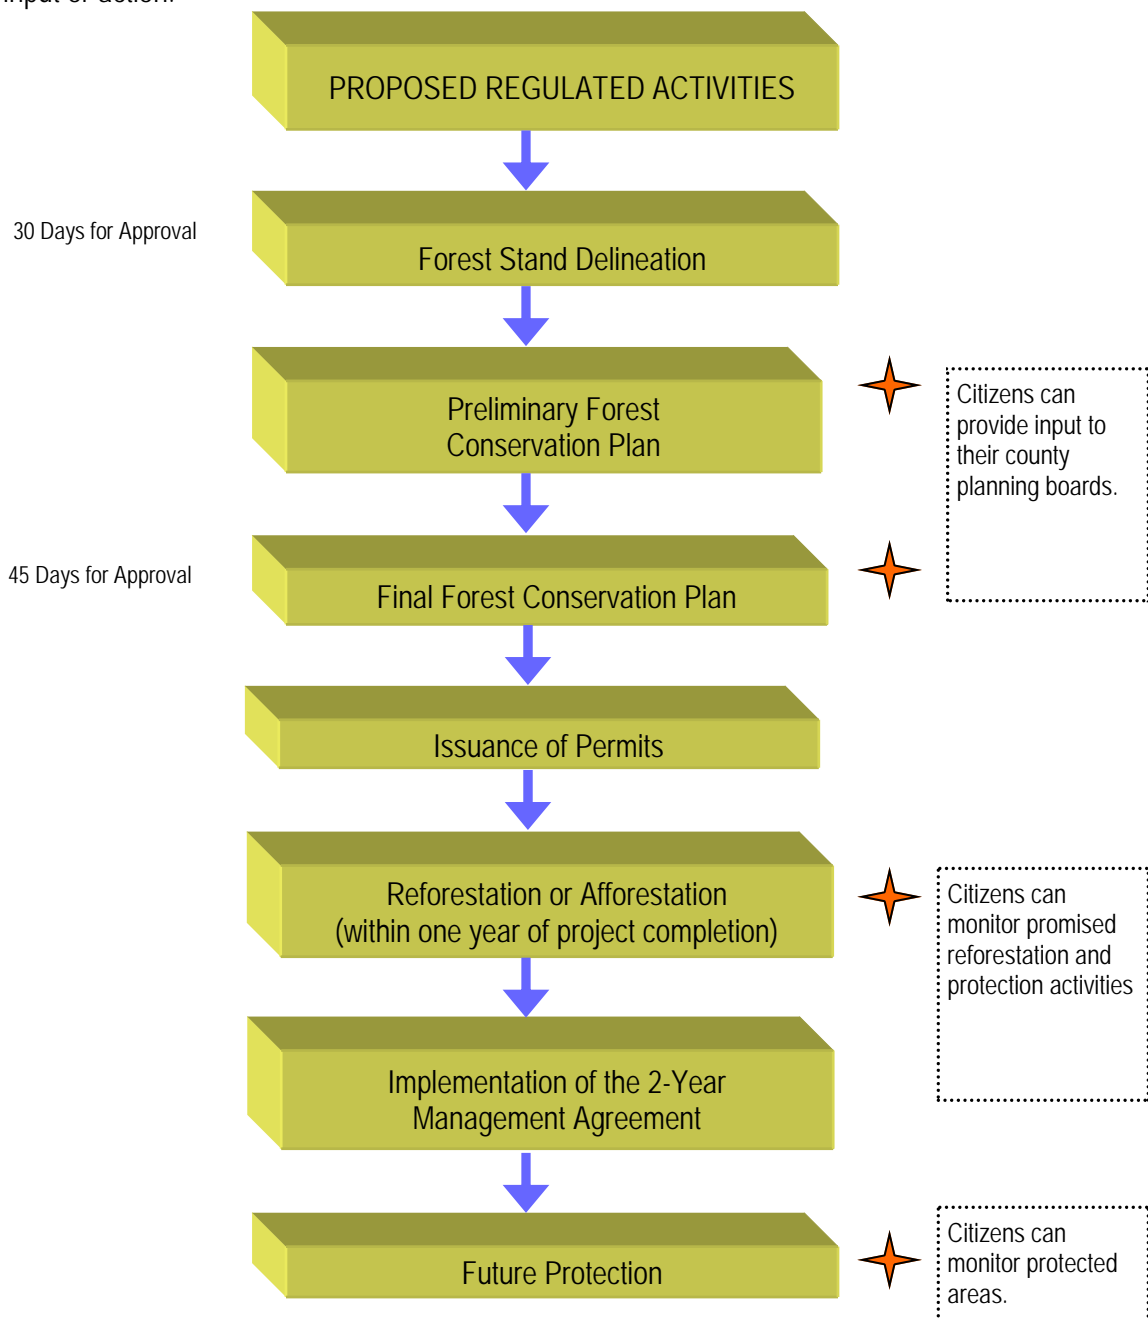 input or action.
PROPOSED REGULATED ACTIVITIES
30 Days for Approval
Forest Stand Delineation
Preliminary Forest
Conservation Plan
Citizens can
provide input to
their county
planning boards.
45 Days for Approval
Final Forest Conservation Plan
Issuance of Permits
Reforestation or Afforestation
(within one year of project completion)
Citizens can
monitor promised
reforestation and
protection activities
Implementation of the 2-Year
Management Agreement
Future Protection
Citizens can
monitor protected
areas.